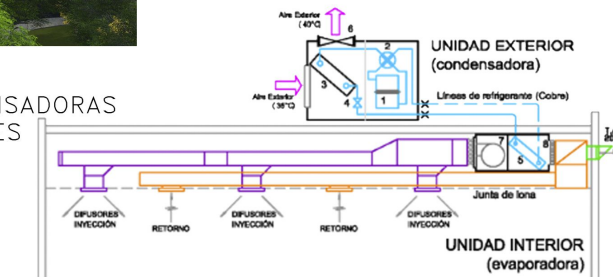 Aire Exterior
(40°C)
6
2
UNIDAD EXTERIOR
(condensadora)
3
4
1
Aire Exterior
(35°C)
Líneas de refrigerante (Cobre)
NSADORAS
ES
7
8
5
Junta de lona
DIFUSORES
INYECCIÓN
RETORNO
DIFUSORES
INYECCIÓN
RETORNO
DIFUSORES
INYECCIÓN
UNIDAD INTERIOR
(evaporadora)